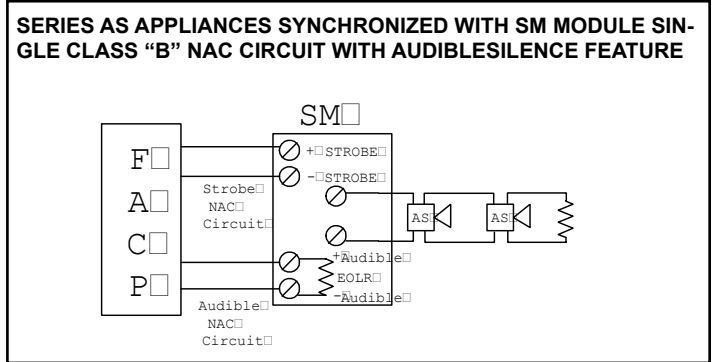 SERIES AS APPLIANCES SYNCHRONIZED WITH SM MODULE SIN-
GLE CLASS “B” NAC CIRCUIT WITH AUDIBLESILENCE FEATURE
SM□
F□
A□
C□
P□
+□STROBE□
-□STROBE□
Strobe□
NAC□
Circuit□
AS□
AS□
+Audible□
EOLR□
-Audible□
Audible□
NAC□
Circuit□